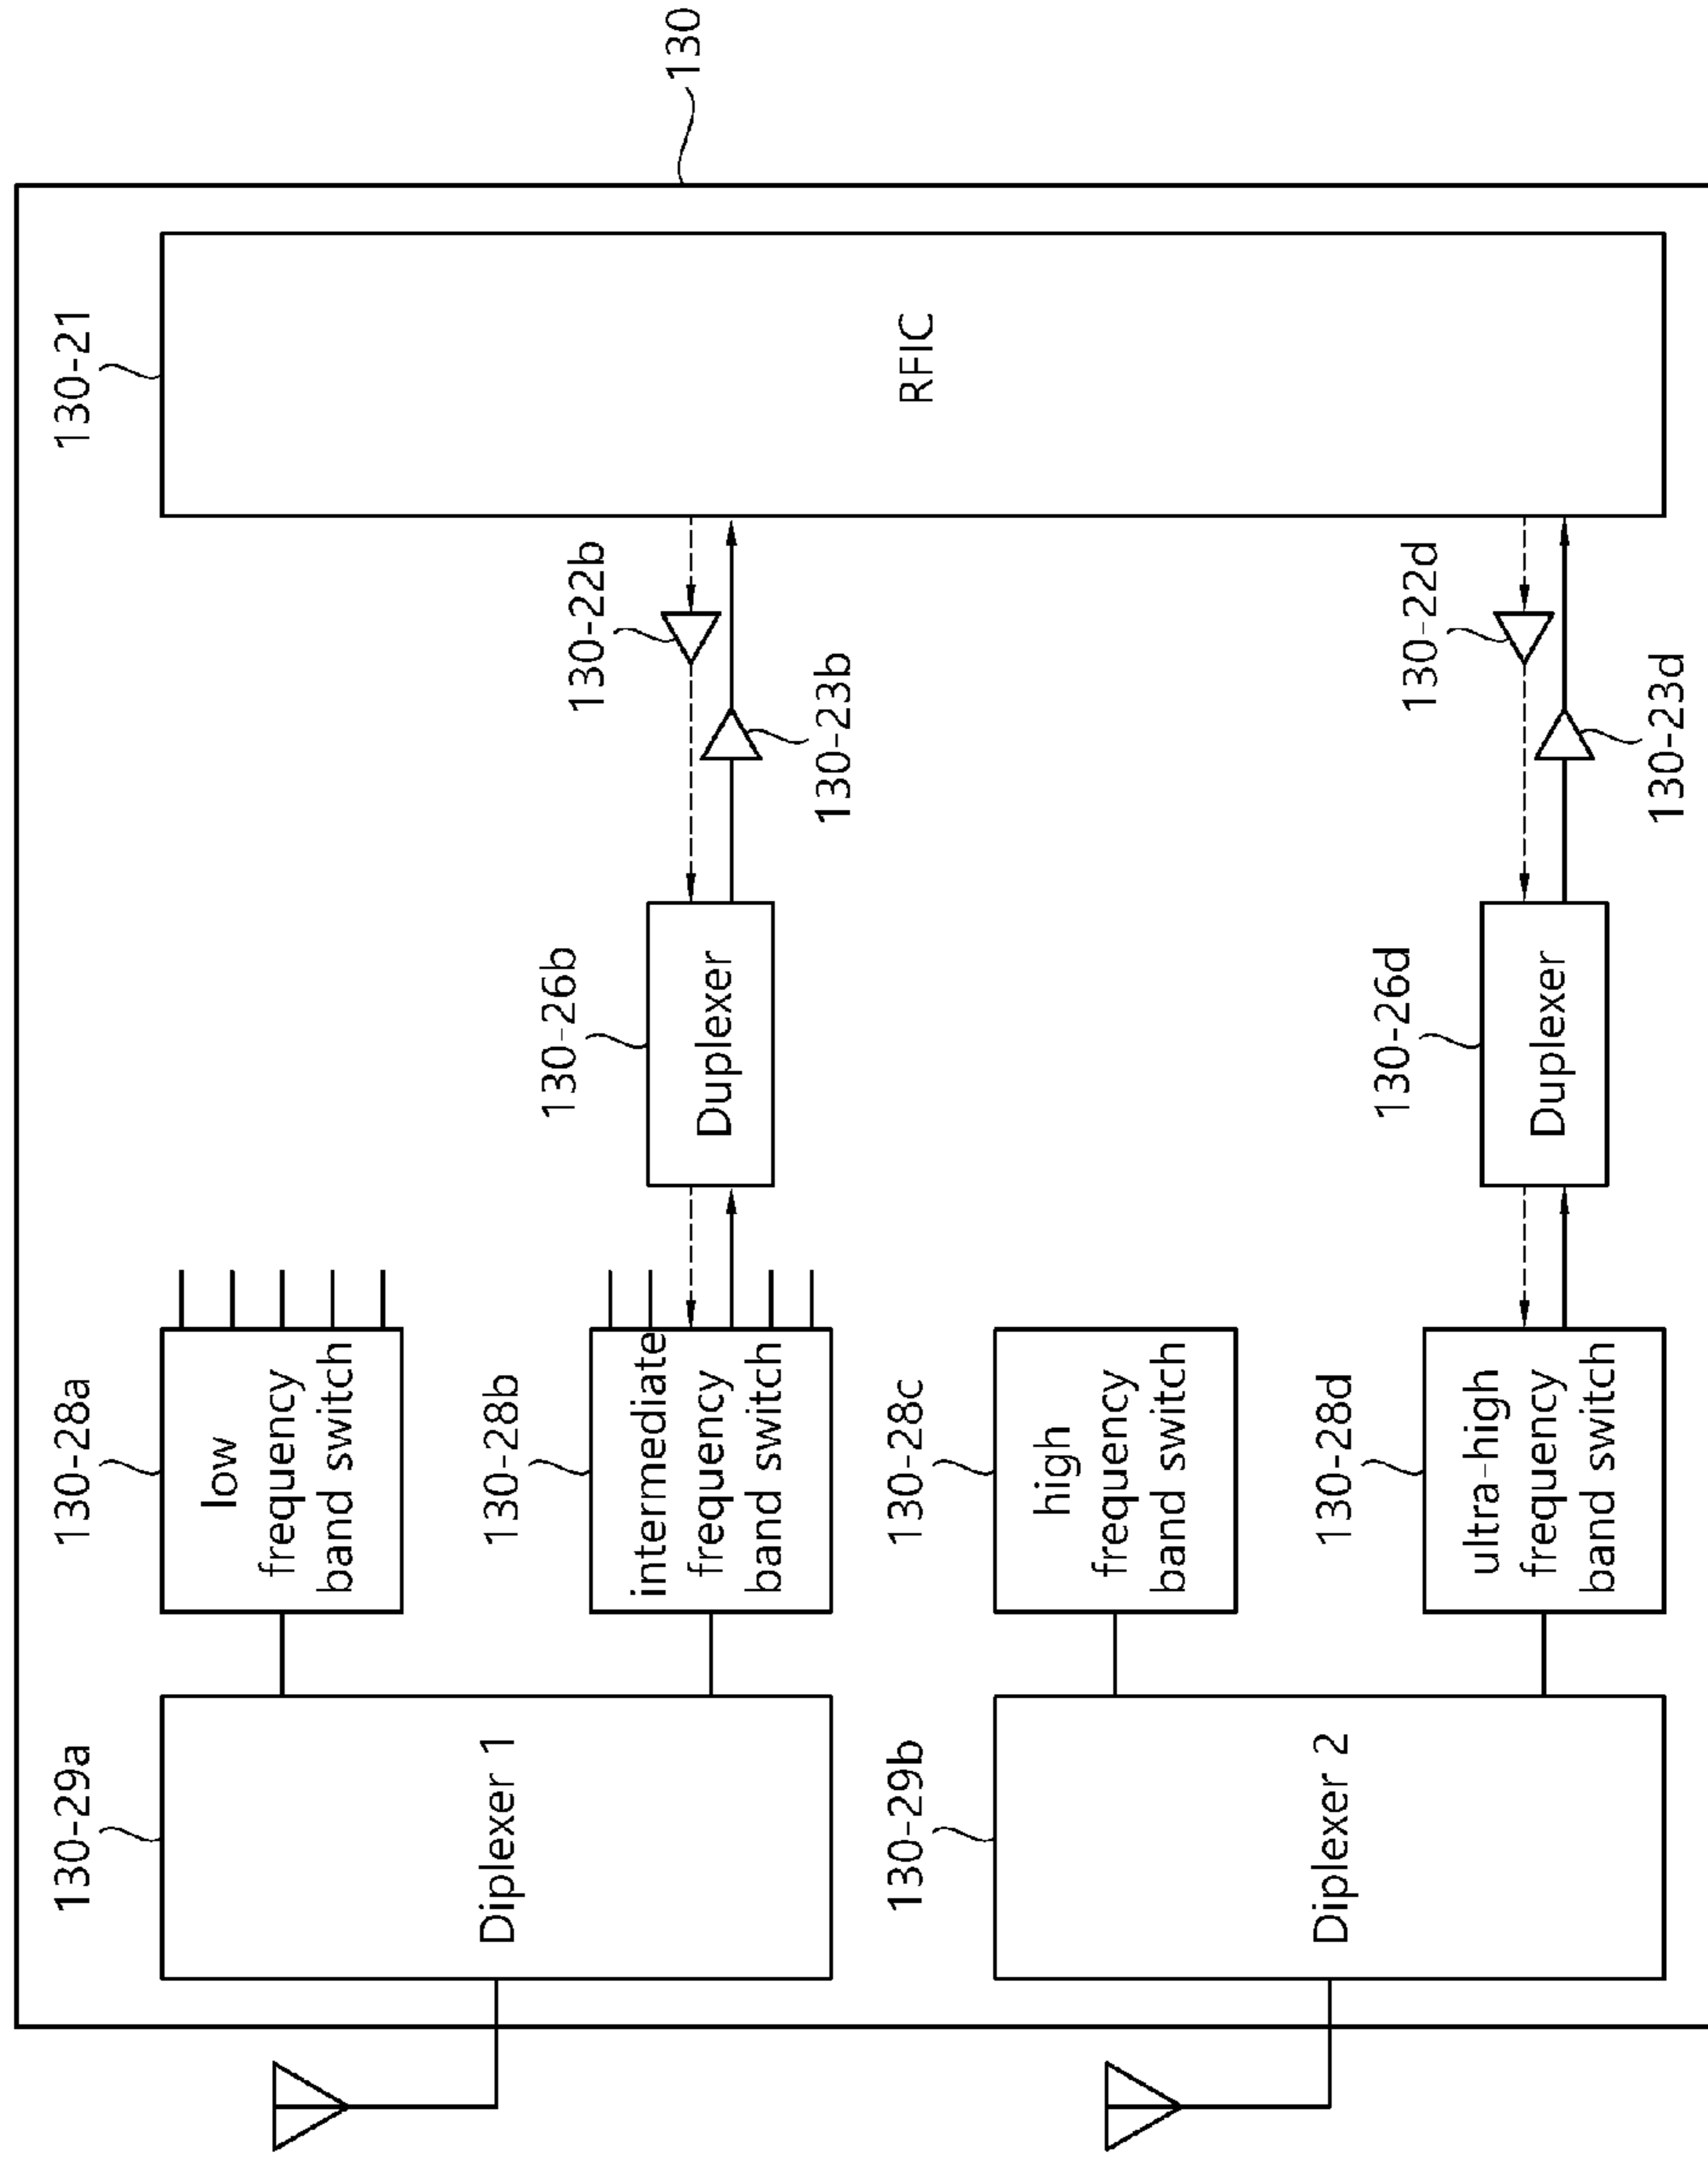 130
130-21
RFIC
130-22b
130-23b
130-22d
130-23d
130-26b
Duplexer
130-26d
Duplexer
130-28a
low
frequency
band switch
130-28b
intermediate
frequency
band switch
130-28c
high
frequency
band switch
130-28d
ultra-high
frequency
band switch
130-29a
Diplexer 1
130-29b
Diplexer 2